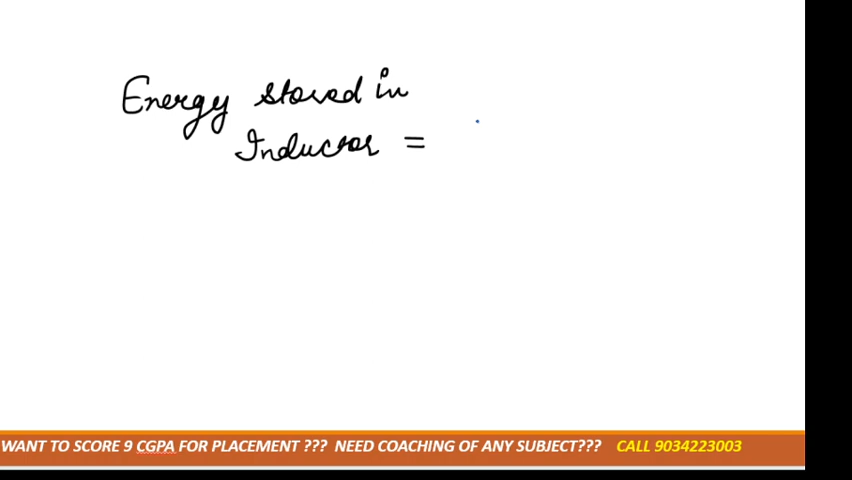 Energy stored in
Inductor =
WANT TO SCORE 9 CGPA FOR PLACEMENT ??? NEED COACHING OF ANY SUBJECT??? CALL 9034223003